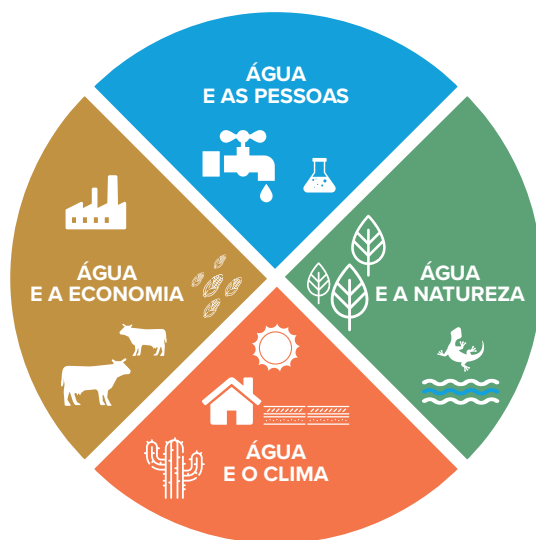 ÁGUA
E AS PESSOAS
ÁGUA
E A ECONOMIA
ÁGUA
E A NATUREZA
ÁGUA
E O CLIMA